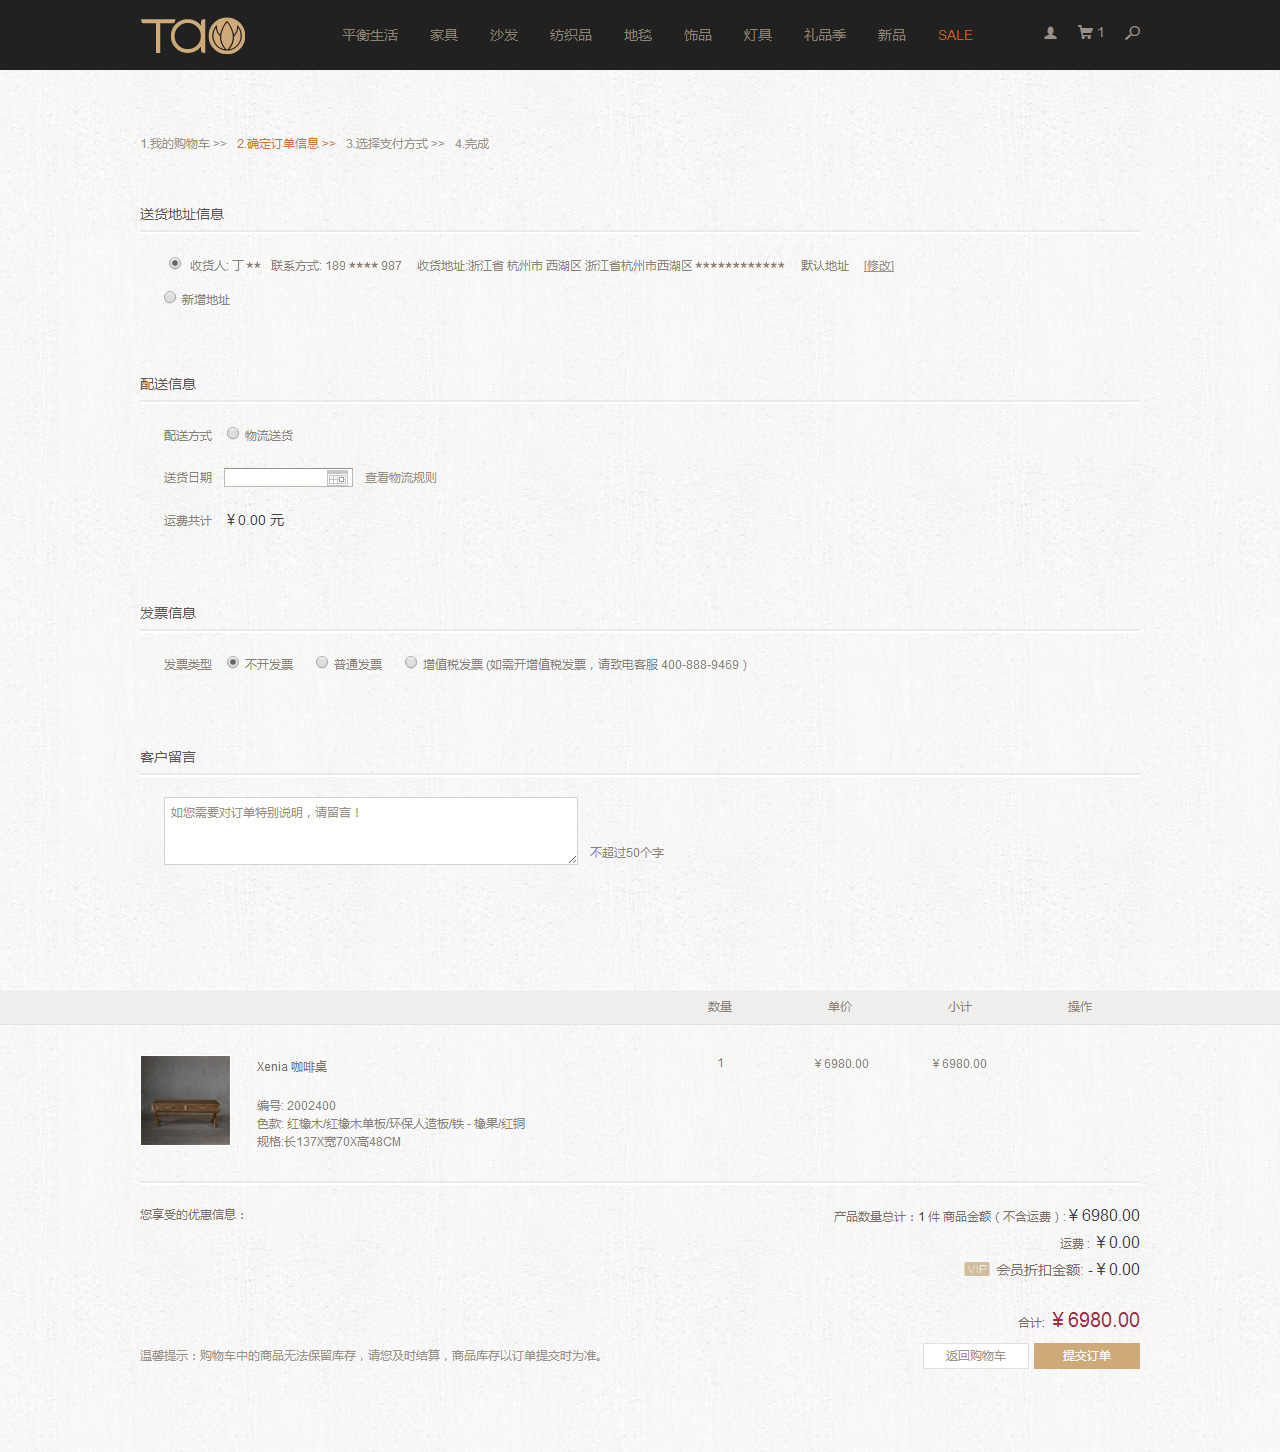 Tao 平衡生活 家具 沙发 纺织品 地毯 饰品 灯具 礼品季 新品 SALE 1
1.我的购物车 >> 2.确定订单信息 >> 3.选择支付方式 >> 4.完成
送货地址信息
收货人: 丁 ** 联系方式: 189 **** 987 收货地址:浙江省 杭州市 西湖区 浙江省杭州市西湖区 ************ 默认地址 [修改]
新增地址
配送信息
配送方式 物流送货
送货日期 查看物流规则
运费共计 ¥ 0.00 元
发票信息
发票类型 不开发票 普通发票 增值税发票 (如需开增值税发票，请致电客服 400-888-9469 )
客户留言
如您需要对订单特别说明，请留言！
不超过50个字
数量 单价 小计 操作
Xenia 咖啡桌 1 ¥ 6980.00 ¥ 6980.00
编号: 2002400
色款: 红橡木/红橡木单板/环保人造板/铁 - 橡果/红铜
规格:长137X宽70X高48CM
您享受的优惠信息： 产品数量总计：1 件 商品金额 ( 不含运费 ) : ¥ 6980.00
运费 : ¥ 0.00
VIP 会员折扣金额: - ¥ 0.00
合计: ¥ 6980.00
温馨提示：购物车中的商品无法保留库存，请您及时结算，商品库存以订单提交时为准。 返回购物车 提交订单